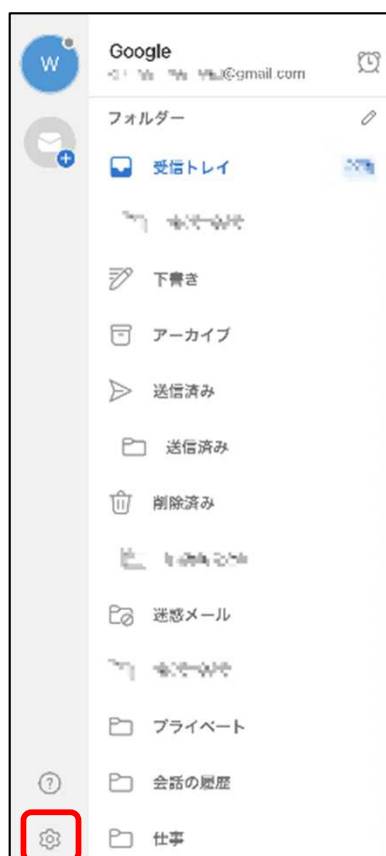 W
Google
@gmail.com
フォルダー
受信トレイ
下書き
アーカイブ
送信済み
送信済み
削除済み
迷惑メール
プライベート
会話の履歴
仕事